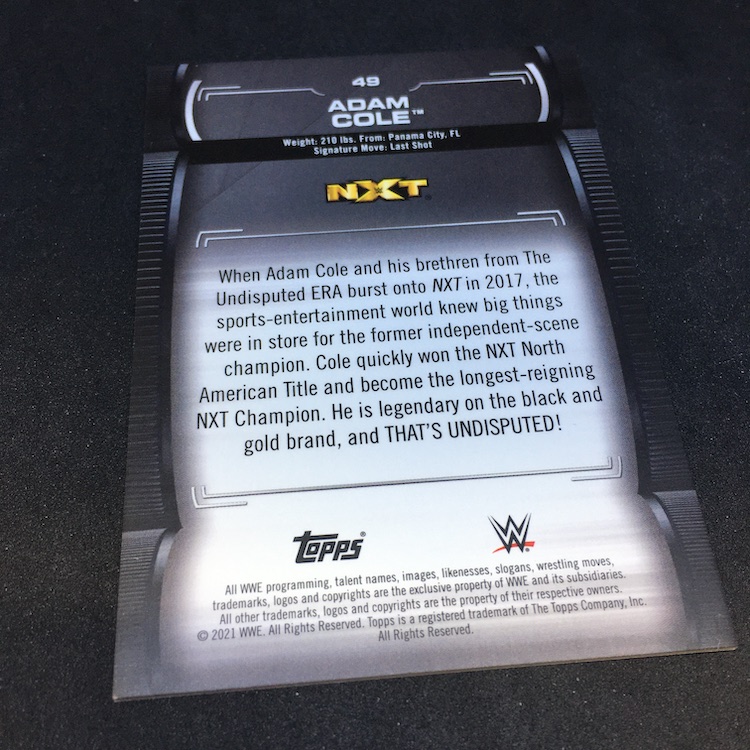 49
ADAM
COLE™
Weight: 210 lbs. From: Panama City, FL
Signature Move: Last Shot
NXT®
When Adam Cole and his brethren from The
Undisputed ERA burst onto NXT in 2017, the
sports-entertainment world knew big things
were in store for the former independent-scene
champion. Cole quickly won the NXT North
American Title and become the longest-reigning
NXT Champion. He is legendary on the black and
gold brand, and THAT'S UNDISPUTED!
Topps® W®
All WWE programming, talent names, images, likenesses, slogans, wrestling moves,
trademarks, logos and copyrights are the exclusive property of WWE and its subsidiaries.
All other trademarks, logos and copyrights are the property of their respective owners.
© 2021 WWE. All Rights Reserved. Topps is a registered trademark of The Topps Company, Inc.
All Rights Reserved.